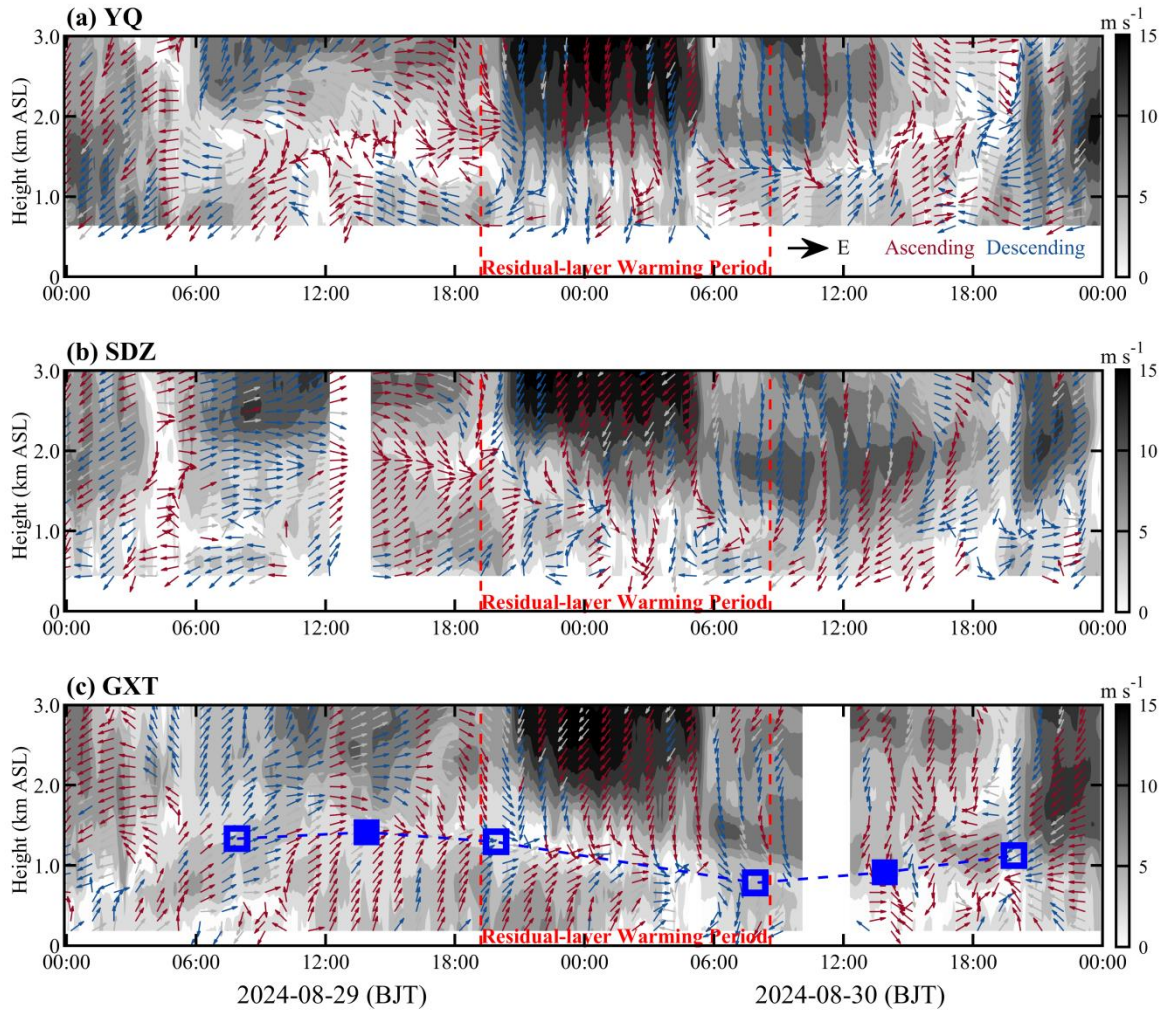 (a) YQ
m s⁻¹
Height (km ASL)
3.0
2.0
1.0
0
15
10
5
0
E Ascending Descending
Residual-layer Warming Period
00:00 06:00 12:00 18:00 00:00 06:00 12:00 18:00 00:00
(b) SDZ
m s⁻¹
Height (km ASL)
3.0
2.0
1.0
0
15
10
5
0
Residual-layer Warming Period
00:00 06:00 12:00 18:00 00:00 06:00 12:00 18:00 00:00
(c) GXT
m s⁻¹
Height (km ASL)
3.0
2.0
1.0
0
15
10
5
0
Residual-layer Warming Period
00:00 06:00 12:00 18:00 00:00 06:00 12:00 18:00 00:00
2024-08-29 (BJT) 2024-08-30 (BJT)